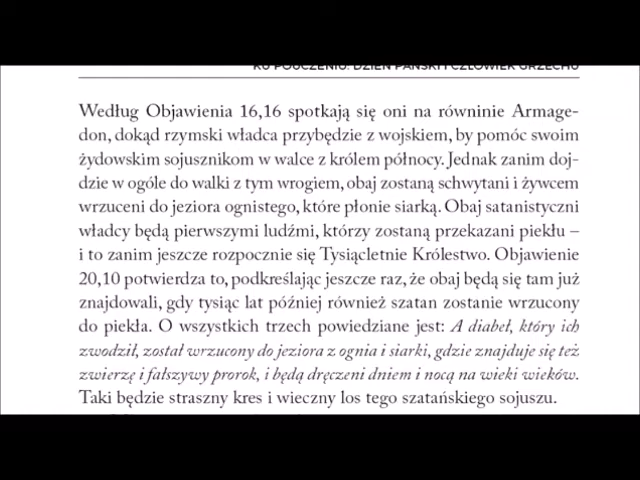 KU POUCZENIU: DZIEŃ PAŃSKI I CZŁOWIEK GRZECHU
Według Objawienia 16,16 spotkają się oni na równinie Armage-
don, dokąd rzymski władca przybędzie z wojskiem, by pomóc swoim
żydowskim sojusznikom w walce z królem północy. Jednak zanim doj-
dzie w ogóle do walki z tym wrogiem, obaj zostaną schwytani i żywcem
wrzuceni do jeziora ognistego, które płonie siarką. Obaj satanistyczni
władcy będą pierwszymi ludźmi, którzy zostaną przekazani piekłu –
i to zanim jeszcze rozpocznie się Tysiącletnie Królestwo. Objawienie
20,10 potwierdza to, podkreślając jeszcze raz, że obaj będą się tam już
znajdowali, gdy tysiąc lat później również szatan zostanie wrzucony
do piekła. O wszystkich trzech powiedziane jest: A diabeł, który ich
zwodził, został wrzucony do jeziora z ognia i siarki, gdzie znajduje się też
zwierzę i fałszywy prorok, i będą dręczeni dniem i nocą na wieki wieków.
Taki będzie straszny kres i wieczny los tego szatańskiego sojuszu.